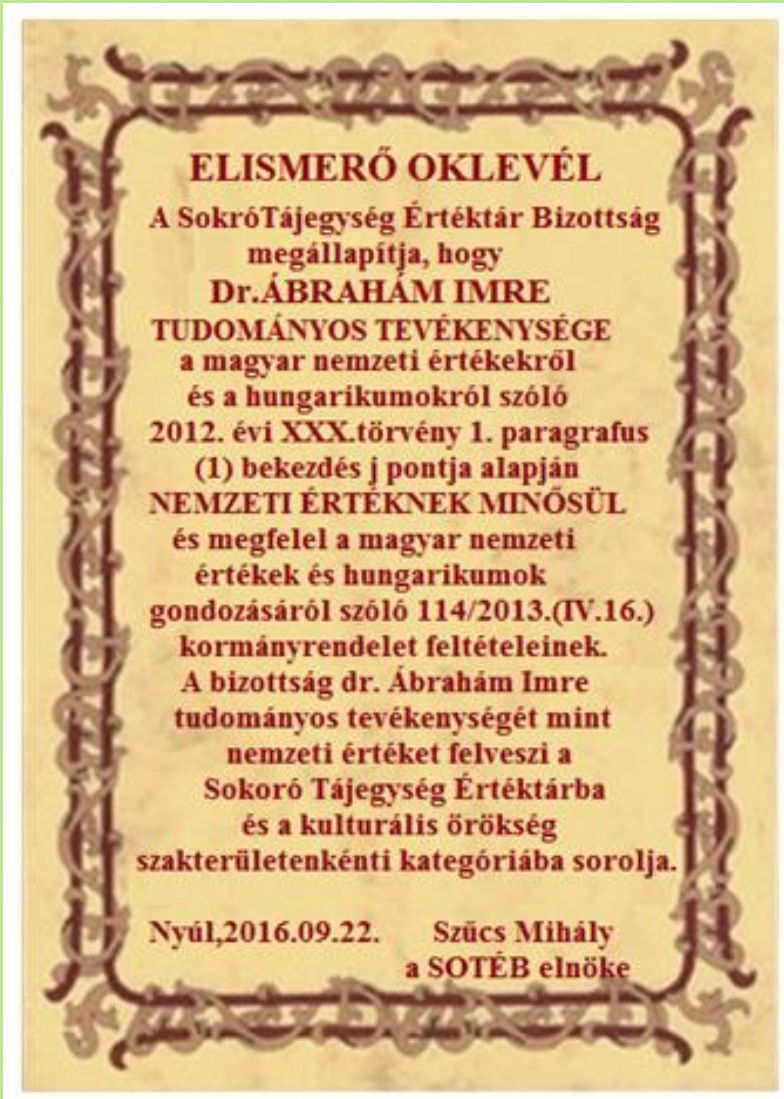 ELISMERŐ OKLEVÉL
A SokróTájegység Értéktár Bizottság
megállapítja, hogy
Dr.ÁBRAHÁM IMRE
TUDOMÁNYOS TEVÉKENYSÉGE
a magyar nemzeti értékekről
és a hungarikumokról szóló
2012. évi XXX.törvény 1. paragrafus
(1) bekezdés j pontja alapján
NEMZETI ÉRTÉKNEK MINŐSÜL
és megfelel a magyar nemzeti
értékek és hungarikumok
gondozásáról szóló 114/2013.(IV.16.)
kormányrendelet feltételeinek.
A bizottság dr. Ábrahám Imre
tudományos tevékenységét mint
nemzeti értéket felveszi a
Sokoró Tájegység Értéktárba
és a kulturális örökség
szakterületenkénti kategóriába sorolja.
Nyúl,2016.09.22. Szűcs Mihály
a SOTÉB elnöke